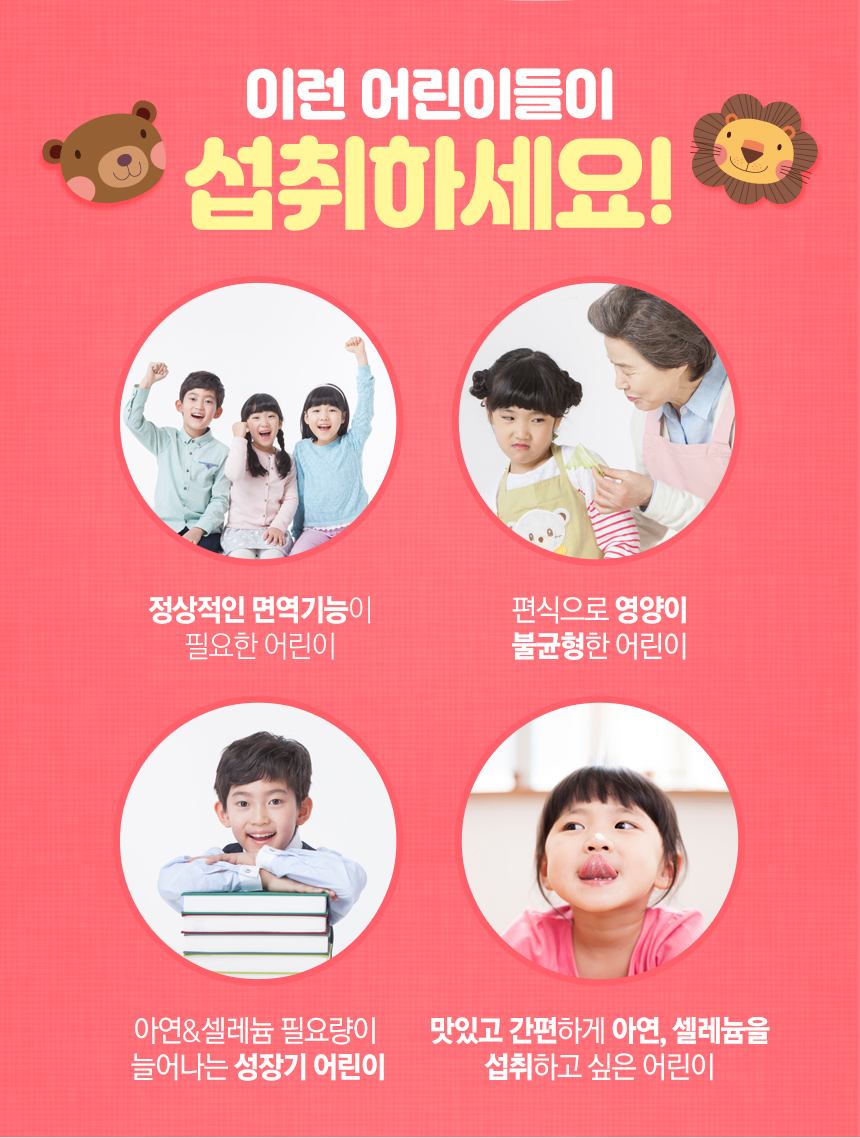 이런 어린이들이
섭취하세요!
정상적인 면역기능이
필요한 어린이
편식으로 영양이
불균형한 어린이
아연&셀레늄 필요량이
늘어나는 성장기 어린이
맛있고 간편하게 아연, 셀레늄을
섭취하고 싶은 어린이